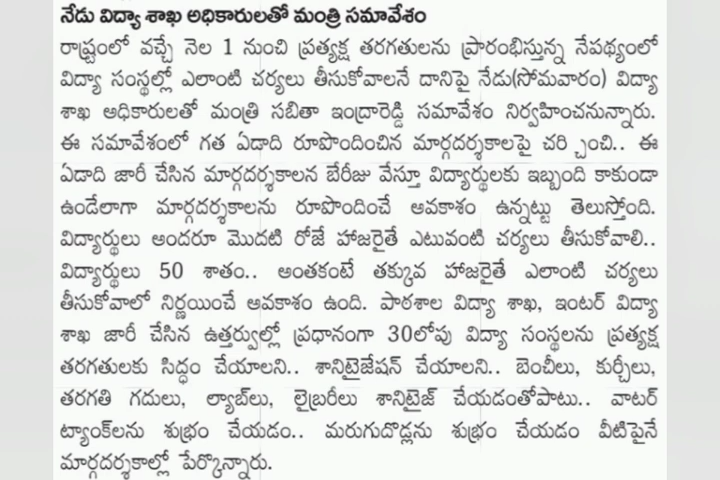 నేడు విద్యా శాఖ అధికారులతో మంత్రి సమావేశం
రాష్ట్రంలో వచ్చే నెల 1 నుంచి ప్రత్యక్ష తరగతులను ప్రారంభిస్తున్న నేపథ్యంలో
విద్యా సంస్థల్లో ఎలాంటి చర్యలు తీసుకోవాలనే దానిపై నేడు(సోమవారం) విద్యా
శాఖ అధికారులతో మంత్రి సబితా ఇంద్రారెడ్డి సమావేశం నిర్వహించనున్నారు.
ఈ సమావేశంలో గత ఏడాది రూపొందించిన మార్గదర్శకాలపై చరి్చంచి.. ఈ
ఏడాది జారీ చేసిన మార్గదర్శకాలన బేరీజు వేస్తూ విద్యార్థులకు ఇబ్బంది కాకుండా
ఉండేలాగా మార్గదర్శకాలను రూపొందించే అవకాశం ఉన్నట్టు తెలుస్తోంది.
విద్యార్థులు అందరూ మొదటి రోజే హాజరైతే ఎటువంటి చర్యలు తీసుకోవాలి..
విద్యార్థులు 50 శాతం.. అంతకంటే తక్కువ హాజరైతే ఎలాంటి చర్యలు
తీసుకోవాలో నిర్ణయించే అవకాశం ఉంది. పాఠశాల విద్యా శాఖ, ఇంటర్ విద్యా
శాఖ జారీ చేసిన ఉత్తర్వుల్లో ప్రధానంగా 30లోపు విద్యా సంస్థలను ప్రత్యక్ష
తరగతులకు సిద్ధం చేయాలని.. శానిటైజేషన్ చేయాలని.. బెంచీలు, కుర్చీలు,
తరగతి గదులు, ల్యాబ్‌లు, లైబ్రరీలు శానిటైజ్ చేయడంతోపాటు.. వాటర్
ట్యాంక్‌లను శుభ్రం చేయడం.. మరుగుదొడ్లను శుభ్రం చేయడం వీటిపైనే
మార్గదర్శకాల్లో పేర్కొన్నారు.